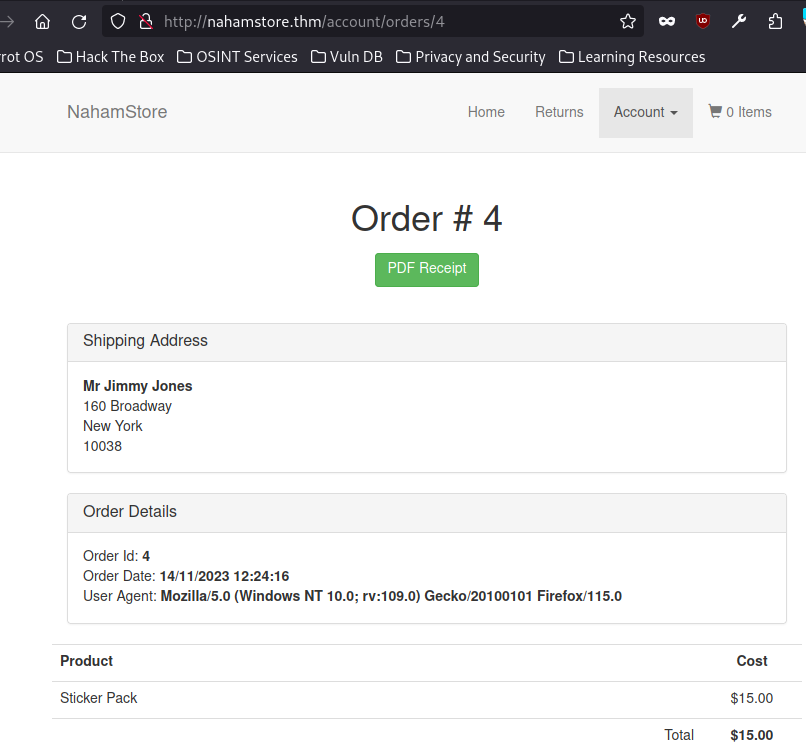 http://nahamstore.thm/account/orders/4
rot OS Hack The Box OSINT Services Vuln DB Privacy and Security Learning Resources
NahamStore Home Returns Account 0 Items
Order # 4
PDF Receipt
Shipping Address
Mr Jimmy Jones
160 Broadway
New York
10038
Order Details
Order Id: 4
Order Date: 14/11/2023 12:24:16
User Agent: Mozilla/5.0 (Windows NT 10.0; rv:109.0) Gecko/20100101 Firefox/115.0
Product Cost
Sticker Pack $15.00
Total $15.00